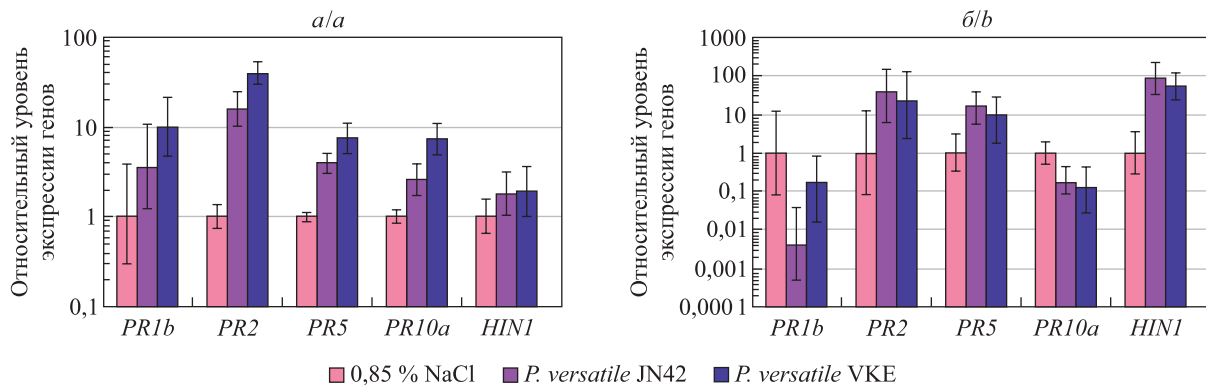 а/a
Относительный уровень
экспрессии генов
100
10
1
0,1
PR1b PR2 PR5 PR10a HIN1
б/b
Относительный уровень
экспрессии генов
1000
100
10
1
0,1
0,01
0,001
0,000 1
PR1b PR2 PR5 PR10a HIN1
0,85 % NaCl P. versatile JN42 P. versatile VKE